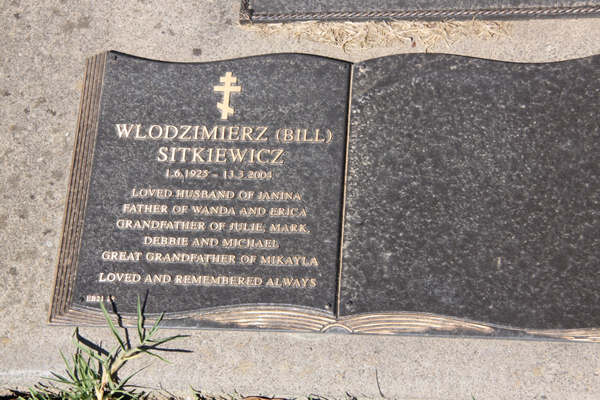 WLODZIMIERZ (BILL)
SITKIEWICZ
1.6.1925 – 13.3.2004
LOVED HUSBAND OF JANINA
FATHER OF WANDA AND ERICA
GRANDFATHER OF JULIE, MARK,
DEBBIE AND MICHAEL
GREAT GRANDFATHER OF MIKAYLA
LOVED AND REMEMBERED ALWAYS